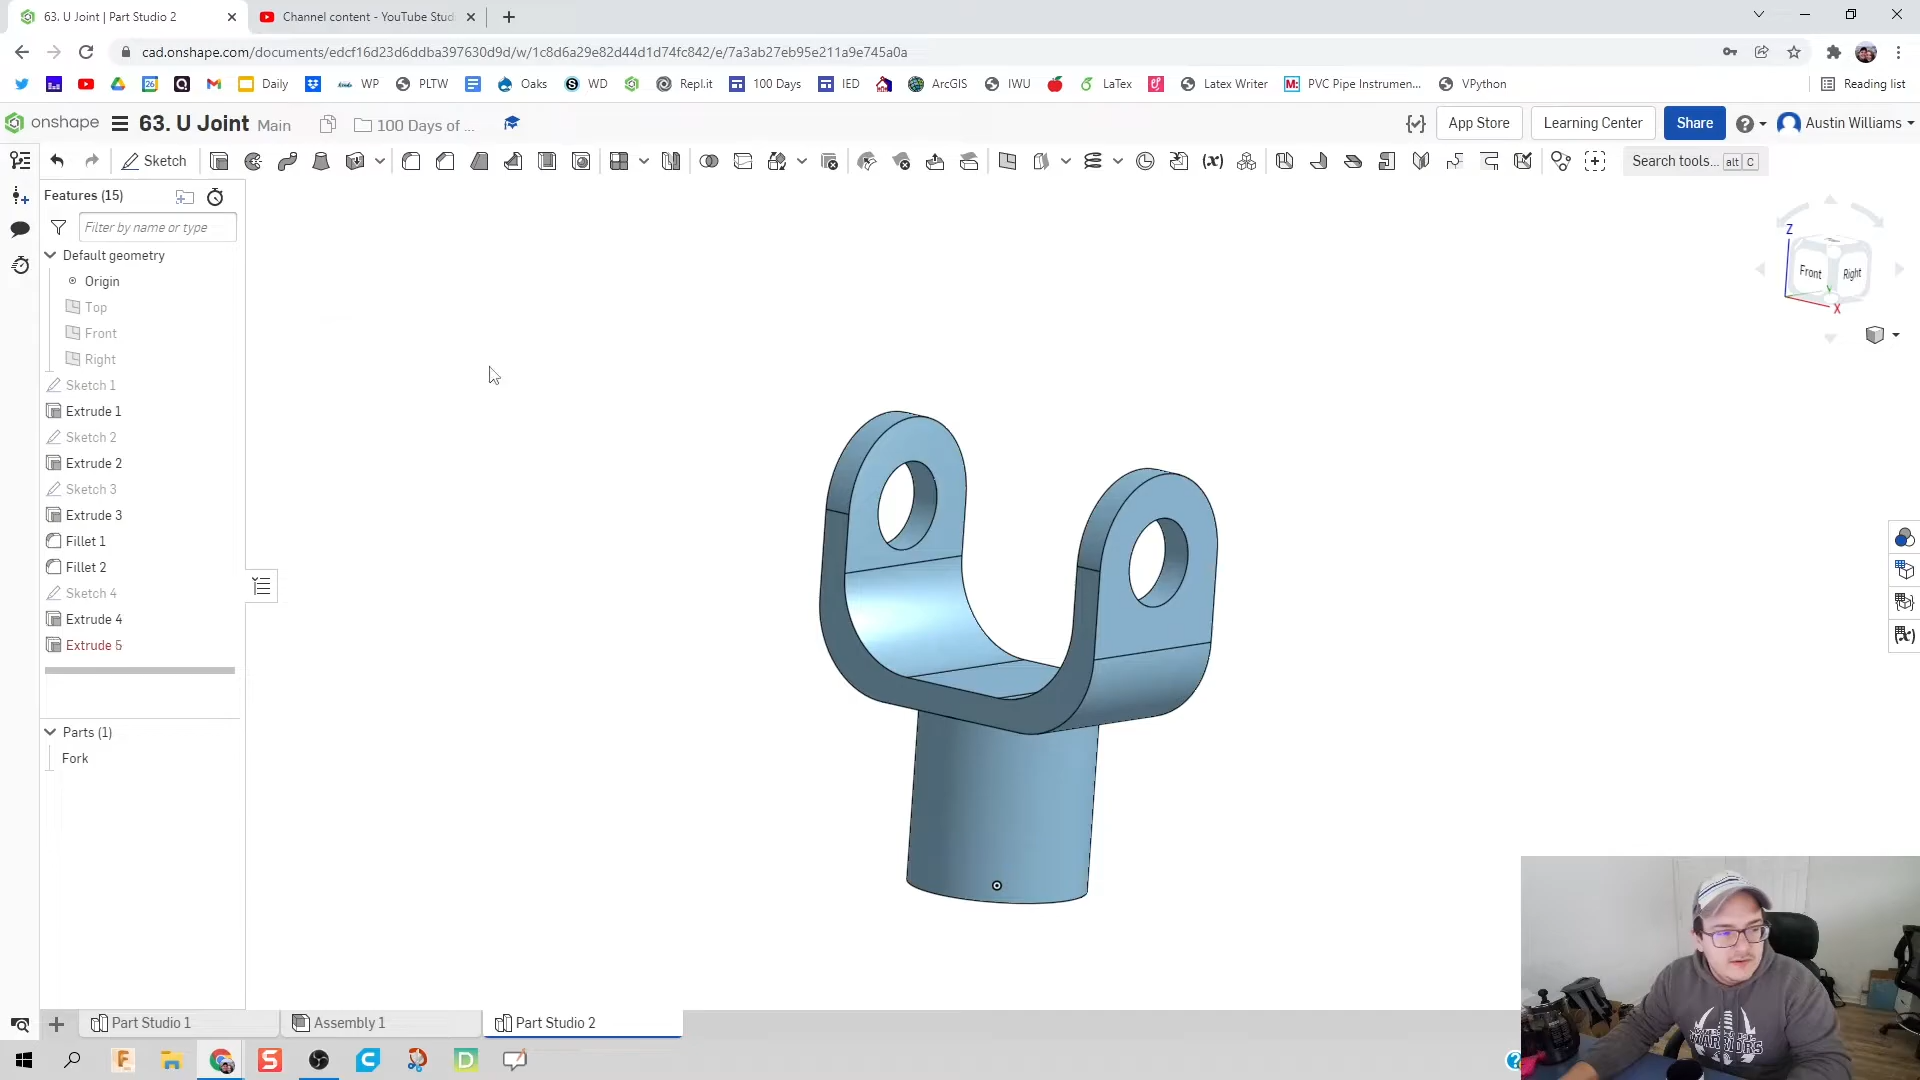 63. U Joint | Part Studio 2
Channel content - YouTube Stud
cad.onshape.com/documents/edcf16d23d6ddba397630d9d/w/1c8d6a29e82d44d1d74fc842/e/7a3ab27eb95e211a9e745a0a
WP
PLTW
Daily
Oaks
WD
Repl.it
100 Days
IED
ArcGIS
IWU
LaTex
Latex Writer
M: PVC Pipe Instrumen...
VPython
Reading list
onshape
63. U Joint Main
100 Days of ...
App Store
Learning Center
Share
Austin Williams
Sketch
Search tools... alt C
Features (15)
Filter by name or type
Default geometry
Origin
Top
Front
Right
Sketch 1
Extrude 1
Sketch 2
Extrude 2
Sketch 3
Extrude 3
Fillet 1
Fillet 2
Sketch 4
Extrude 4
Extrude 5
Parts (1)
Fork
Z
Front
Right
X
Part Studio 1
Assembly 1
Part Studio 2
WARRIORS